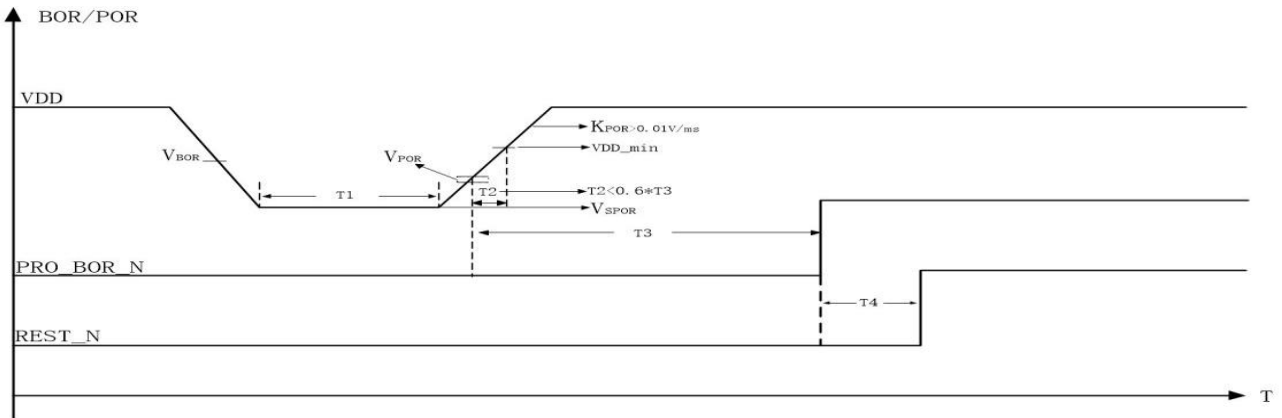 BOR/POR
VDD
KPOR>0.01V/ms
VBOR
VPOR
VDD_min
T1
T2
T2<0.6*T3
VSPOR
T3
PRO_BOR_N
T4
REST_N
T